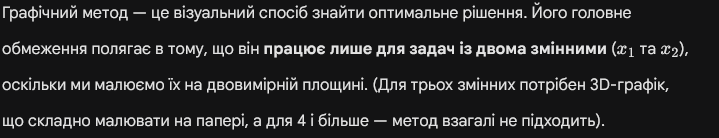 Графічний метод — це візуальний спосіб знайти оптимальне рішення. Його головне
обмеження полягає в тому, що він працює лише для задач із двома змінними (x₁ та x₂),
оскільки ми малюємо їх на двовимірній площині. (Для трьох змінних потрібен 3D-графік,
що складно малювати на папері, а для 4 і більше — метод взагалі не підходить).